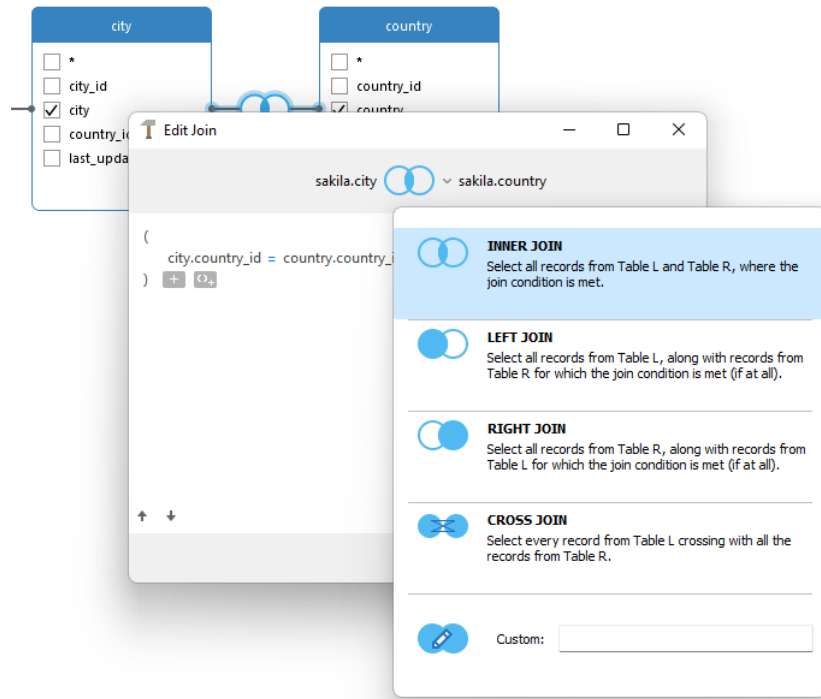 city
country
*
city_id
city
country_i
last_upda
*
country_id
country
Edit Join
sakila.city
sakila.country
(
city.country_id = country.country_i
)
INNER JOIN
Select all records from Table L and Table R, where the
join condition is met.
LEFT JOIN
Select all records from Table L, along with records from
Table R for which the join condition is met (if at all).
RIGHT JOIN
Select all records from Table R, along with records from
Table L for which the join condition is met (if at all).
CROSS JOIN
Select every record from Table L crossing with all the
records from Table R.
Custom: